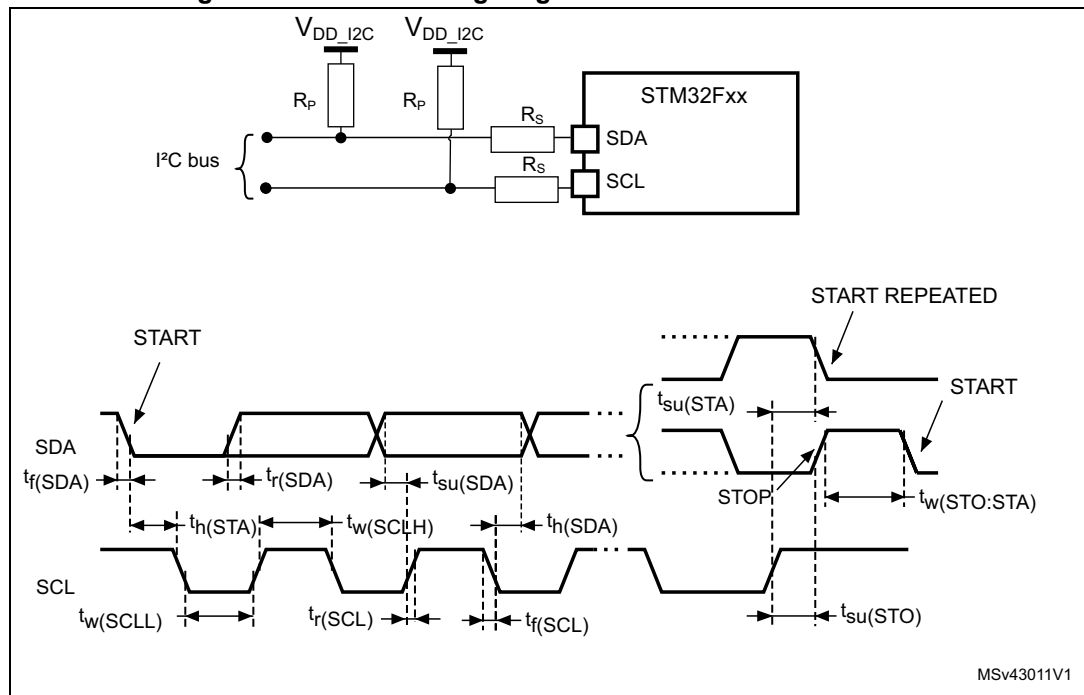 V_DD_I2C V_DD_I2C
STM32Fxx
R_P R_P
R_S SDA
I²C bus
R_S SCL
START REPEATED
START
START
t_su(STA)
SDA
t_f(SDA) t_r(SDA) t_su(SDA) STOP t_w(STO:STA)
t_h(STA) t_w(SCLH) t_h(SDA)
SCL
t_w(SCLL) t_r(SCL) t_f(SCL) t_su(STO)
MSv43011V1